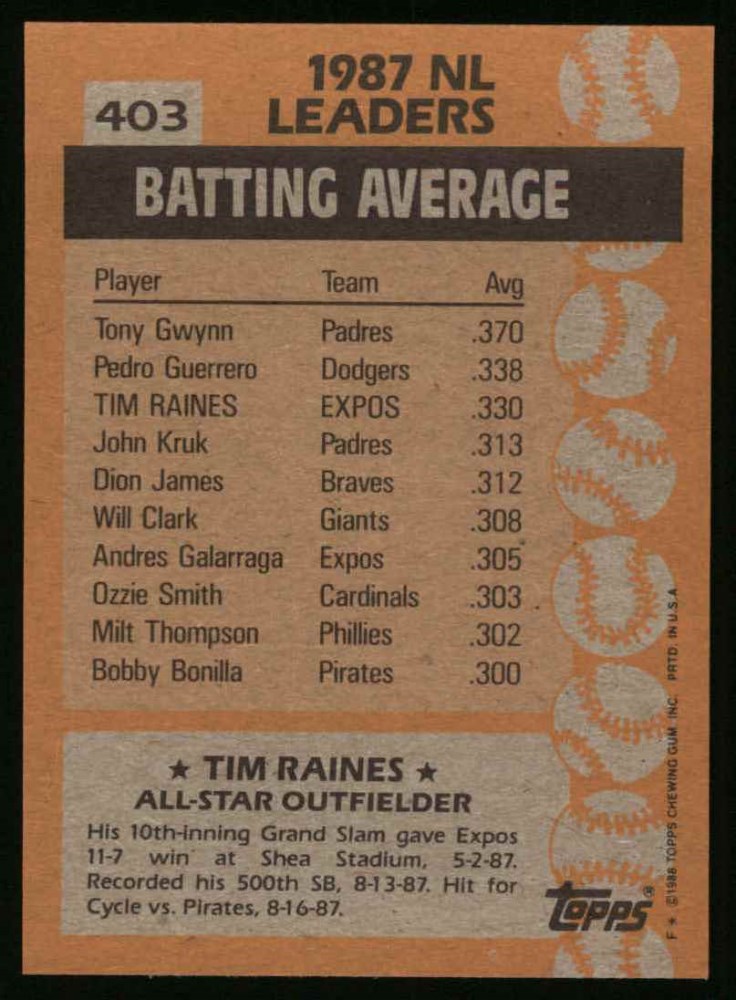 1987 NL
403
LEADERS
BATTING AVERAGE
Player Team Avg
Tony Gwynn Padres .370
Pedro Guerrero Dodgers .338
TIM RAINES EXPOS .330
John Kruk Padres .313
Dion James Braves .312
Will Clark Giants .308
Andres Galarraga Expos .305
Ozzie Smith Cardinals .303
Milt Thompson Phillies .302
Bobby Bonilla Pirates .300
★ TIM RAINES ★
ALL-STAR OUTFIELDER
His 10th-inning Grand Slam gave Expos
11-7 win at Shea Stadium, 5-2-87.
Recorded his 500th SB, 8-13-87. Hit for
Cycle vs. Pirates, 8-16-87.
Topps®
F★ ©1988 TOPPS CHEWING GUM, INC. PRTD. IN U.S.A